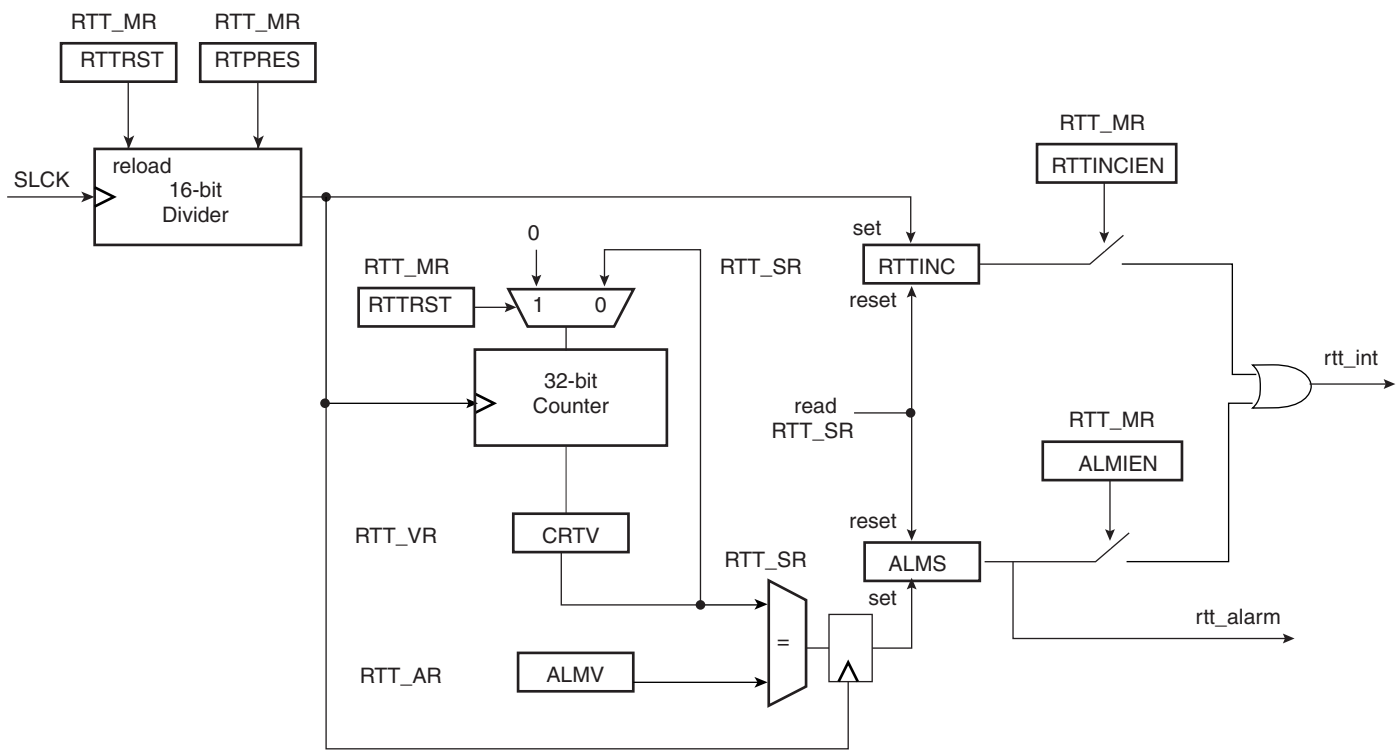 RTT_MR
RTTRST
RTT_MR
RTPRES
SLCK
reload
16-bit
Divider
RTT_MR
RTTINCIEN
0
RTT_MR
RTTRST
1
0
RTT_SR
set
RTTINC
reset
32-bit
Counter
read
RTT_SR
rtt_int
RTT_MR
ALMIEN
RTT_VR
CRTV
reset
ALMS
set
RTT_SR
=
rtt_alarm
RTT_AR
ALMV